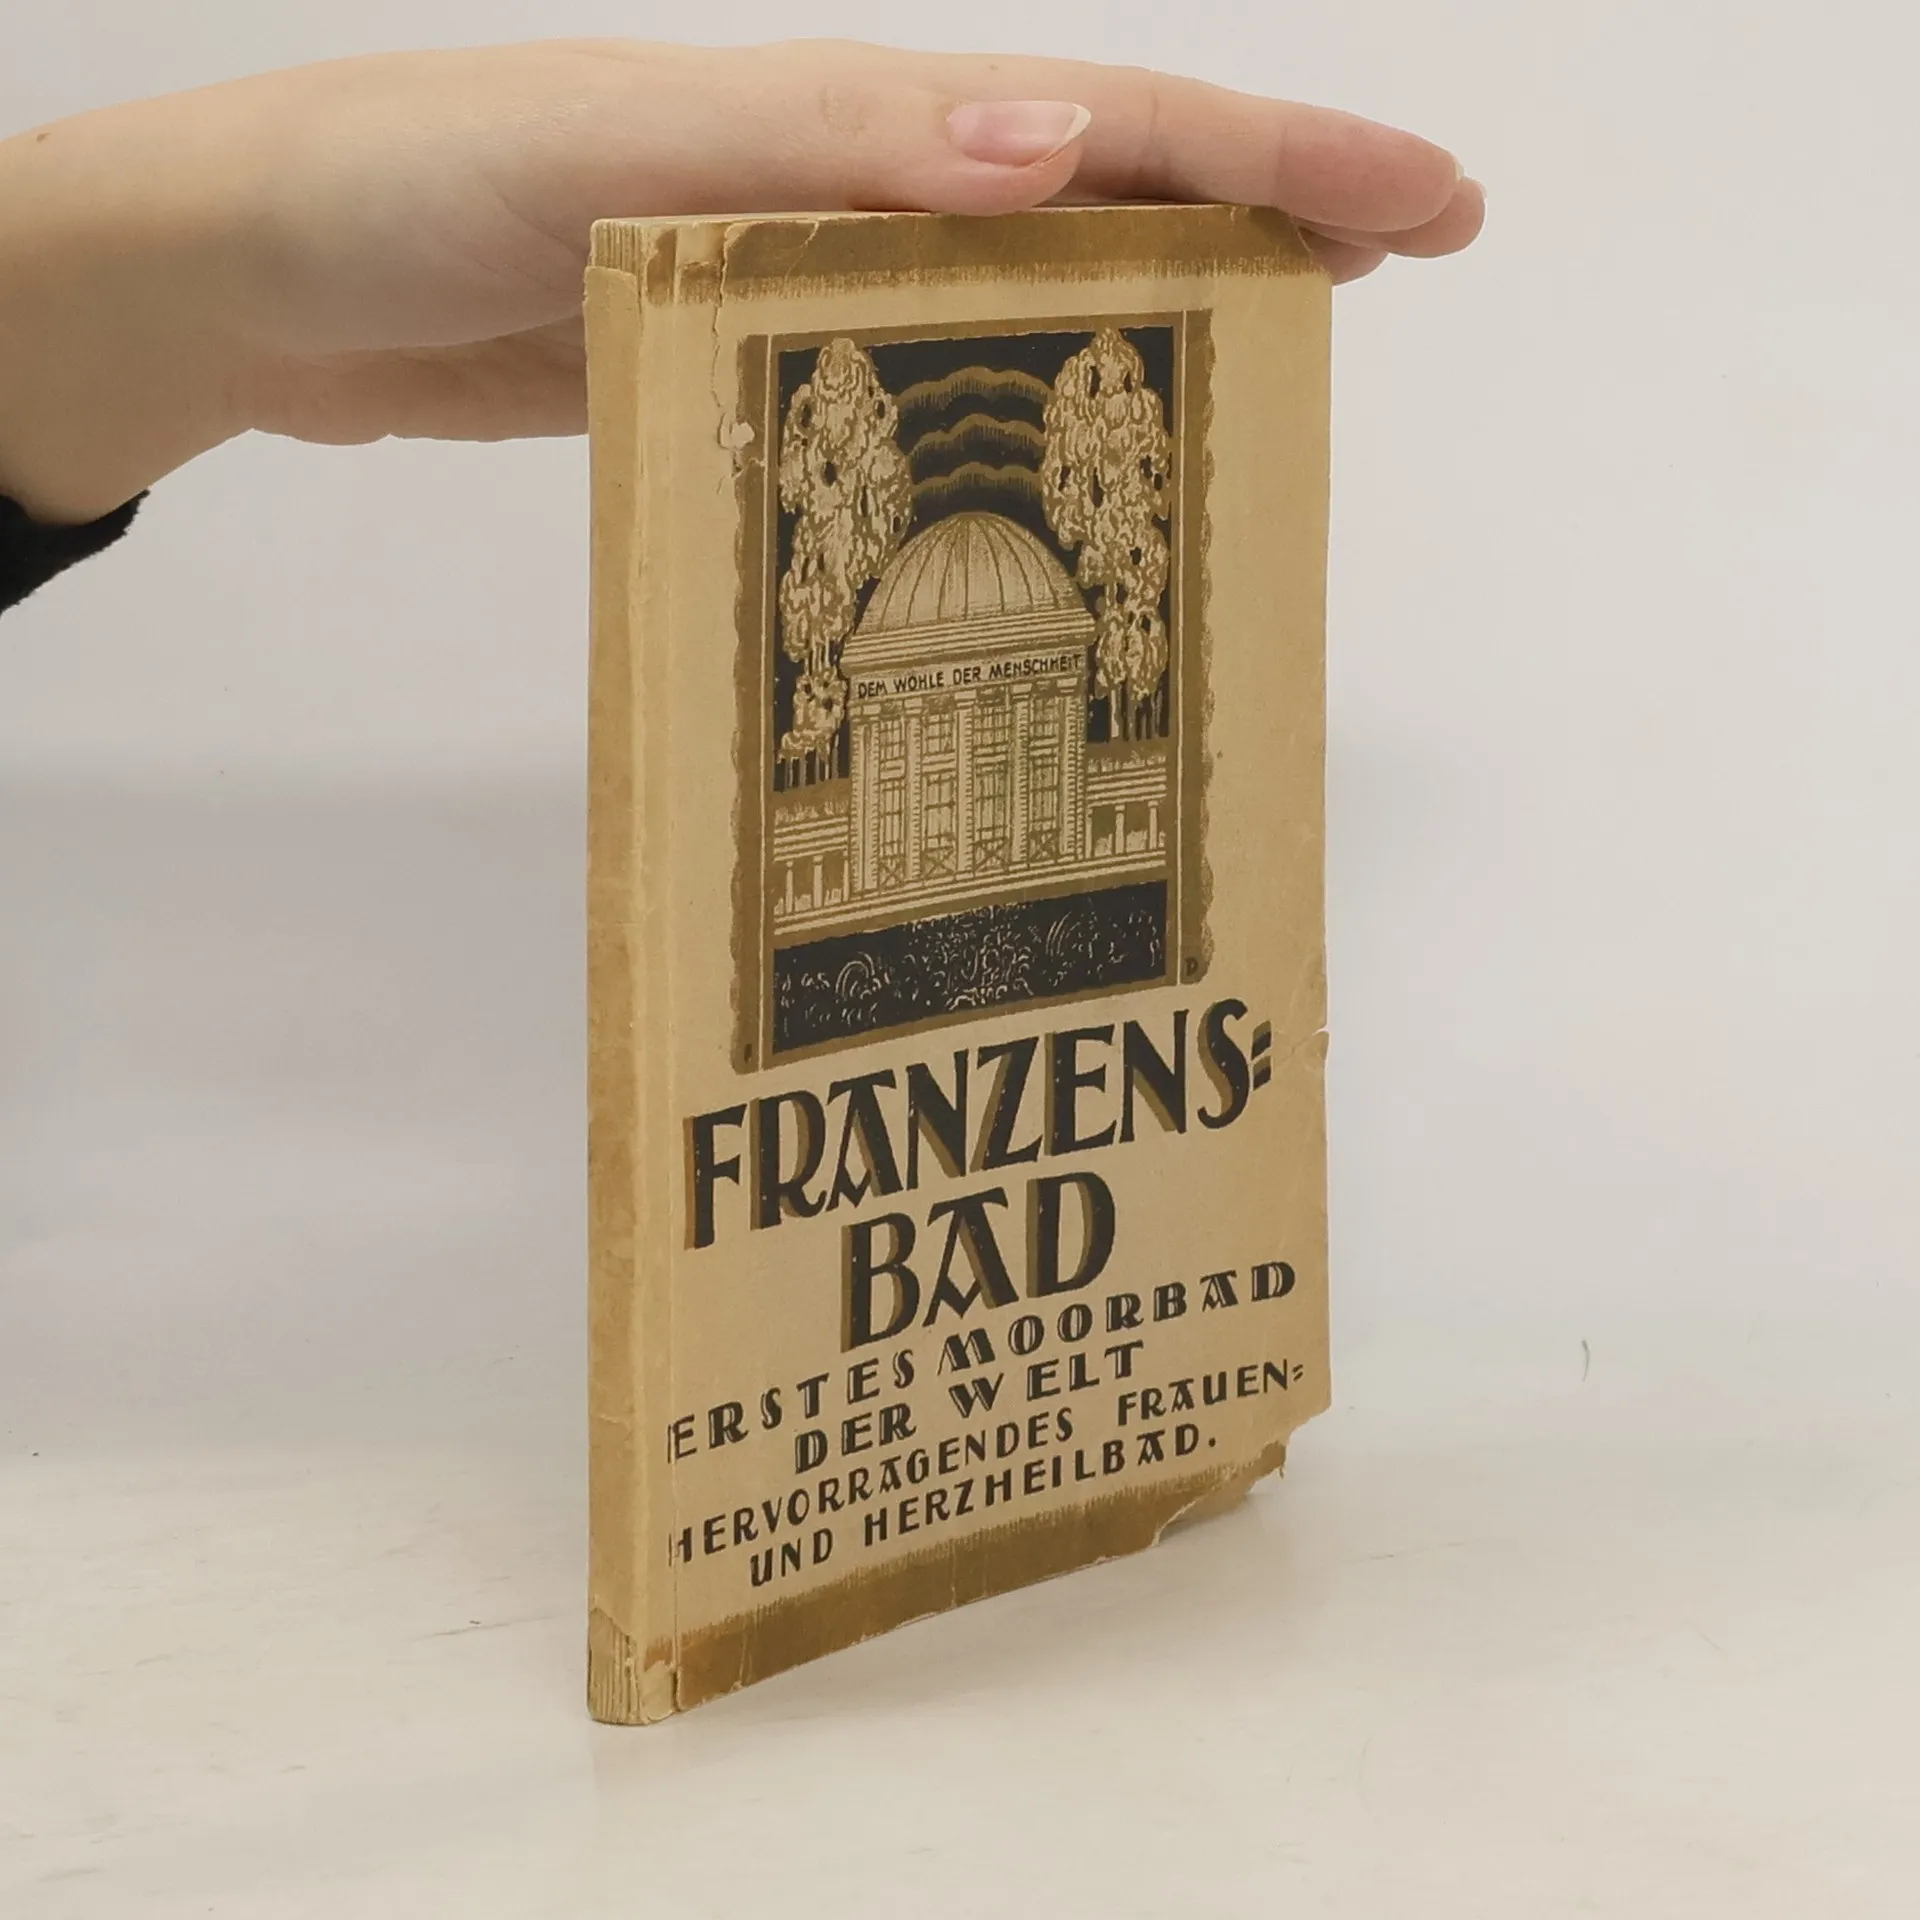 DEM WOHLE DER MENSCHHEIT
D
FRANZENS=
BAD
ERSTES MOORBAD
DER WELT
HERVORRAGENDES FRAUEN=
UND HERZHEILBAD.